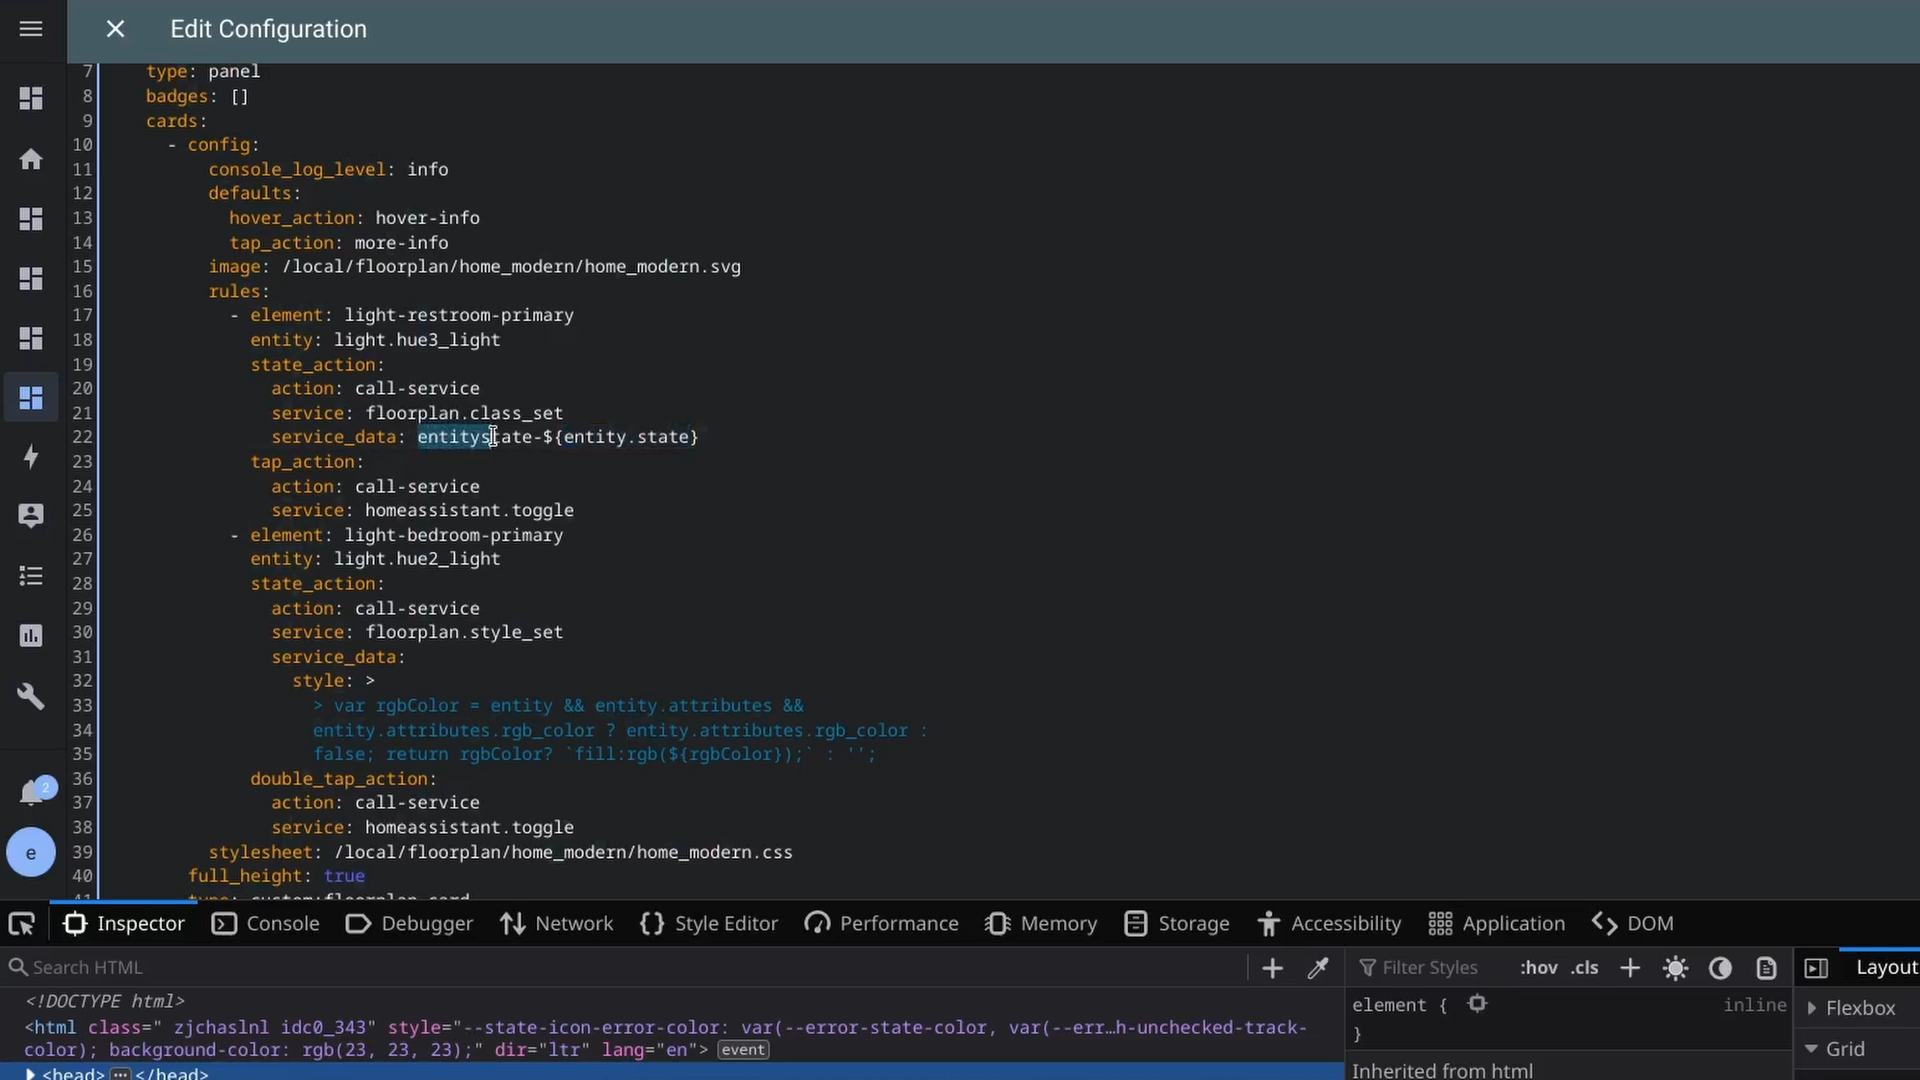 Edit Configuration
7 type: panel
8 badges: []
9 cards:
10 - config:
11 console_log_level: info
12 defaults:
13 hover_action: hover-info
14 tap_action: more-info
15 image: /local/floorplan/home_modern/home_modern.svg
16 rules:
17 - element: light-restroom-primary
18 entity: light.hue3_light
19 state_action:
20 action: call-service
21 service: floorplan.class_set
22 service_data: entitystate-${entity.state}
23 tap_action:
24 action: call-service
25 service: homeassistant.toggle
26 - element: light-bedroom-primary
27 entity: light.hue2_light
28 state_action:
29 action: call-service
30 service: floorplan.style_set
31 service_data:
32 style: >
33 > var rgbColor = entity && entity.attributes &&
34 entity.attributes.rgb_color ? entity.attributes.rgb_color :
35 false; return rgbColor? `fill:rgb(${rgbColor});` : '';
36 double_tap_action:
37 action: call-service
38 service: homeassistant.toggle
39 stylesheet: /local/floorplan/home_modern/home_modern.css
40 full_height: true
41 type: custom:floorplan-card
2
e
Inspector Console Debugger Network Style Editor Performance Memory Storage Accessibility Application DOM
Search HTML
Filter Styles :hov .cls
Layout
<!DOCTYPE html>
<html class=" zjchaslnl idc0_343" style="--state-icon-error-color: var(--error-state-color, var(--err…h-unchecked-track-
color); background-color: rgb(23, 23, 23);" dir="ltr" lang="en"> event
<head> ⋯ </head>
element { inline
}
Inherited from html
Flexbox
Grid